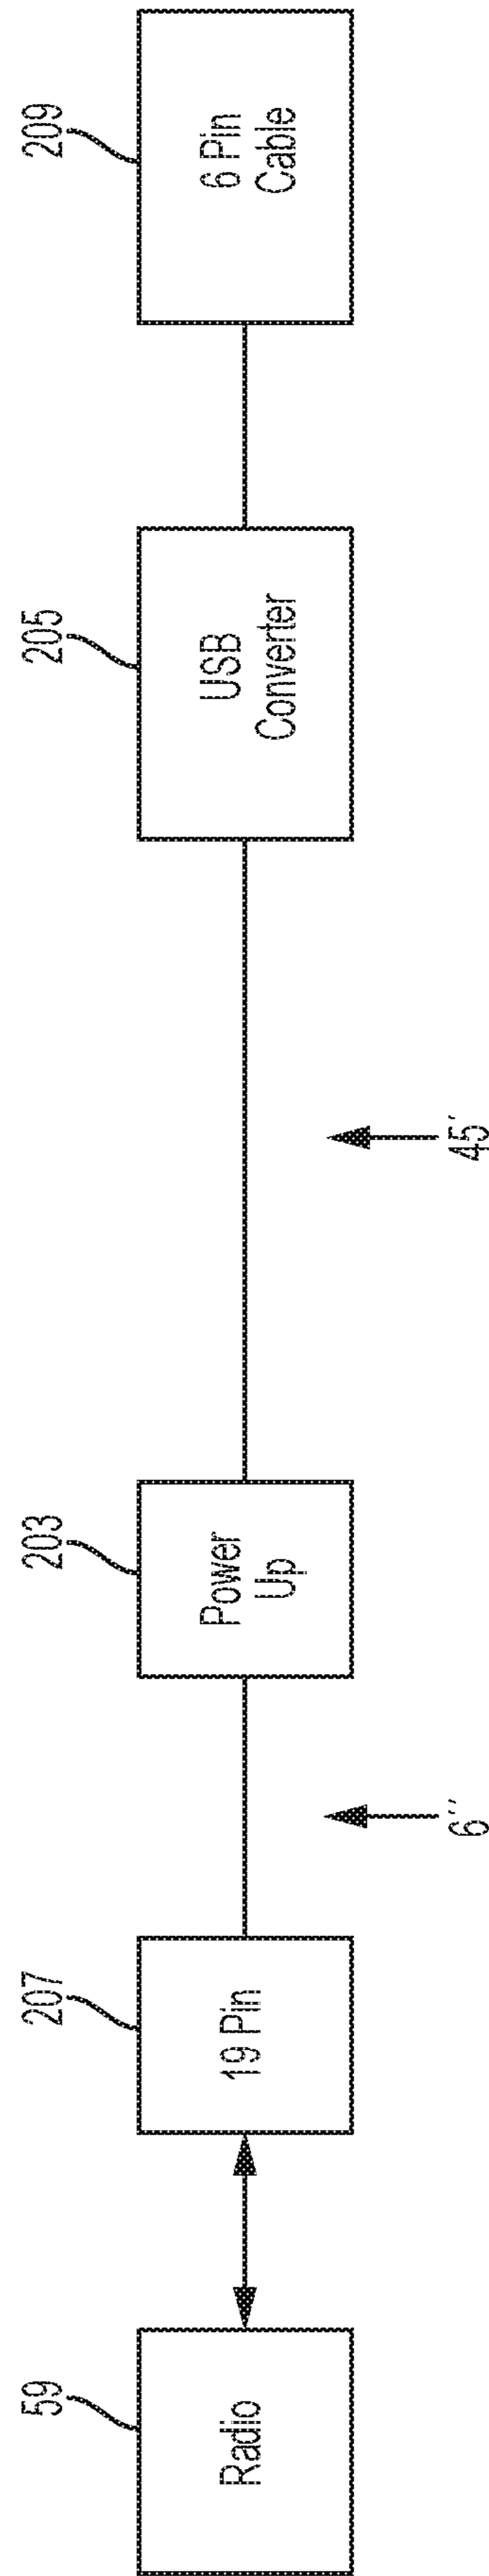 59
Radio
207
19 Pin
6''
203
Power
Up
45'
205
USB
Converter
209
6 Pin
Cable